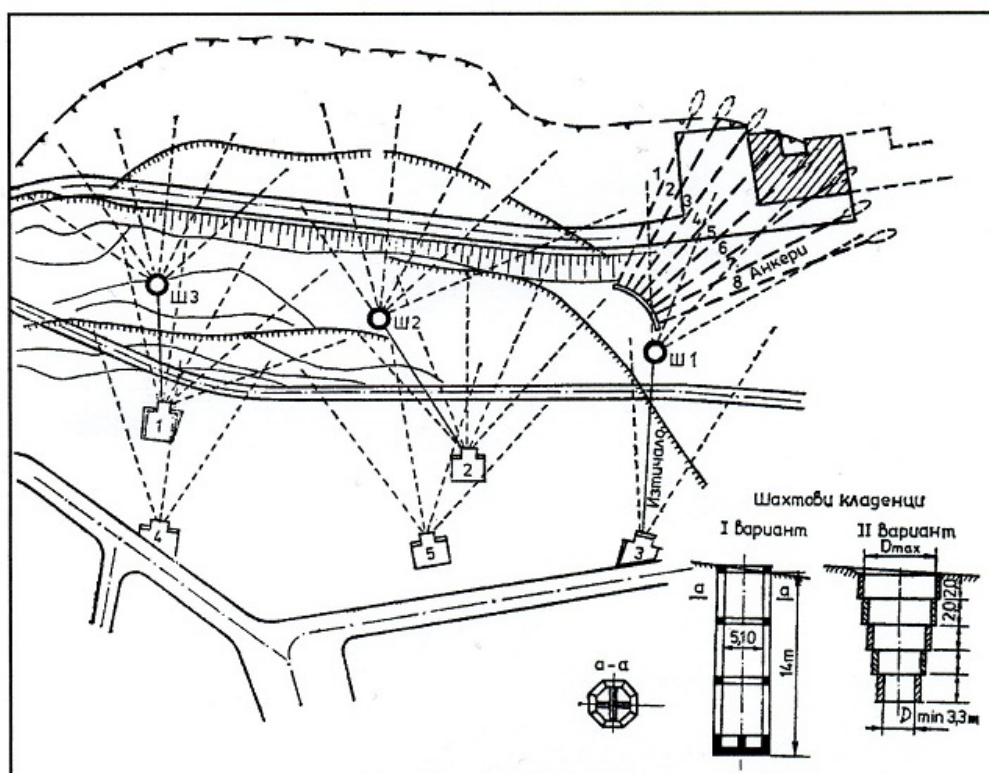 1
2
3
5
6
7
8
Анкери
Ш3
Ш2
Ш1
1
2
Изтичало
4
5
3
Шахтови кладенци
I вариант
II вариант
Dmax
a
a
2,0
2,0
5,10
14m
a-a
D min 3,3m